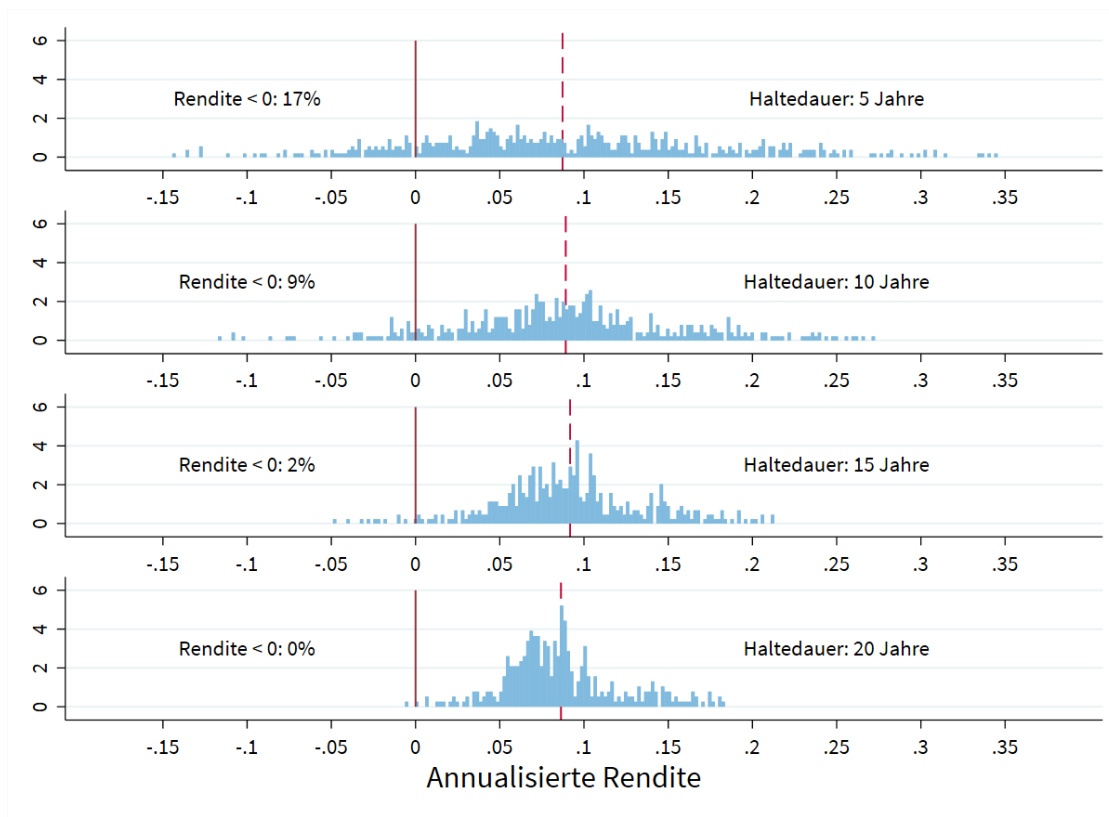 6
4
2
0
Rendite < 0: 17%
Haltedauer: 5 Jahre
-.15 -.1 -.05 0 .05 .1 .15 .2 .25 .3 .35
6
4
2
0
Rendite < 0: 9%
Haltedauer: 10 Jahre
-.15 -.1 -.05 0 .05 .1 .15 .2 .25 .3 .35
6
4
2
0
Rendite < 0: 2%
Haltedauer: 15 Jahre
-.15 -.1 -.05 0 .05 .1 .15 .2 .25 .3 .35
6
4
2
0
Rendite < 0: 0%
Haltedauer: 20 Jahre
-.15 -.1 -.05 0 .05 .1 .15 .2 .25 .3 .35
Annualisierte Rendite